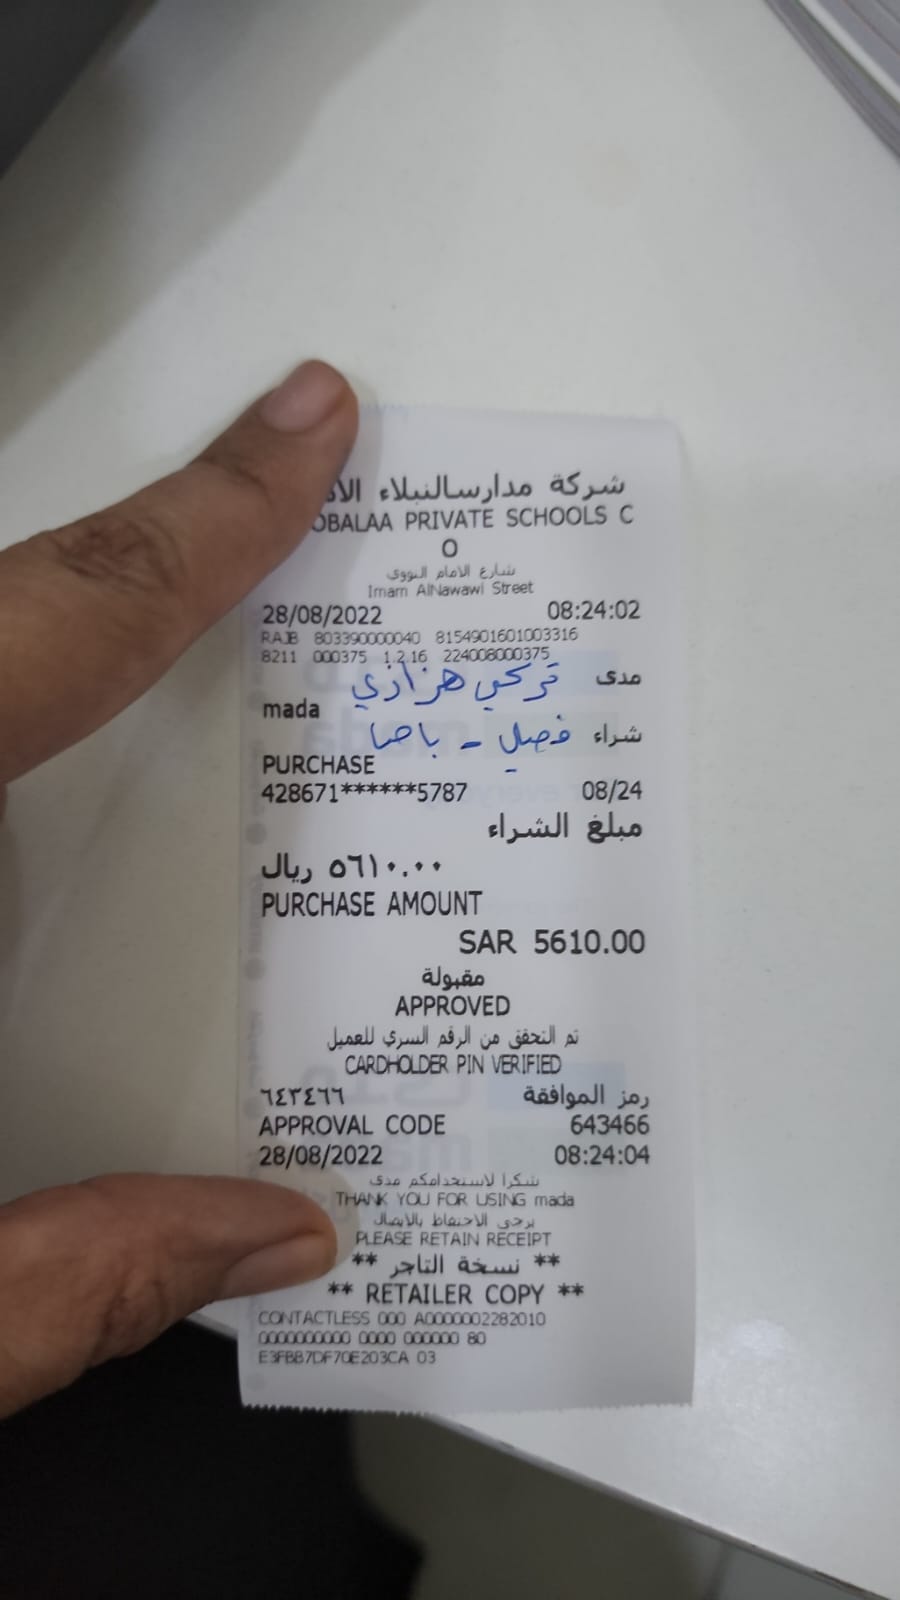 شركة مدارسالنبلاء الا
OBALAA PRIVATE SCHOOLS C
O
شارع الامام النووي
Imam AlNawawi Street
28/08/2022 08:24:02
RAJB 803390000040 8154901601003316
8211 000375 1.2.16 224008000375
مدى تركي هزازي
mada
شراء فصل -
PURCHASE
428671******5787 08/24
مبلغ الشراء
٥٦١٠.٠٠ ريال
PURCHASE AMOUNT
SAR 5610.00
مقبولة
APPROVED
تم التحقق من الرقم السري للعميل
CARDHOLDER PIN VERIFIED
رمز الموافقة ٦٤٣٤٦٦
APPROVAL CODE 643466
28/08/2022 08:24:04
شكرا لاستخدامكم مدى
THANK YOU FOR USING mada
يرجى الاحتفاظ بالايصال
PLEASE RETAIN RECEIPT
** نسخة التاجر **
** RETAILER COPY **
CONTACTLESS 000 A0000002282010
0000000000 0000 000000 80
E3FBB7DF70E203CA 03